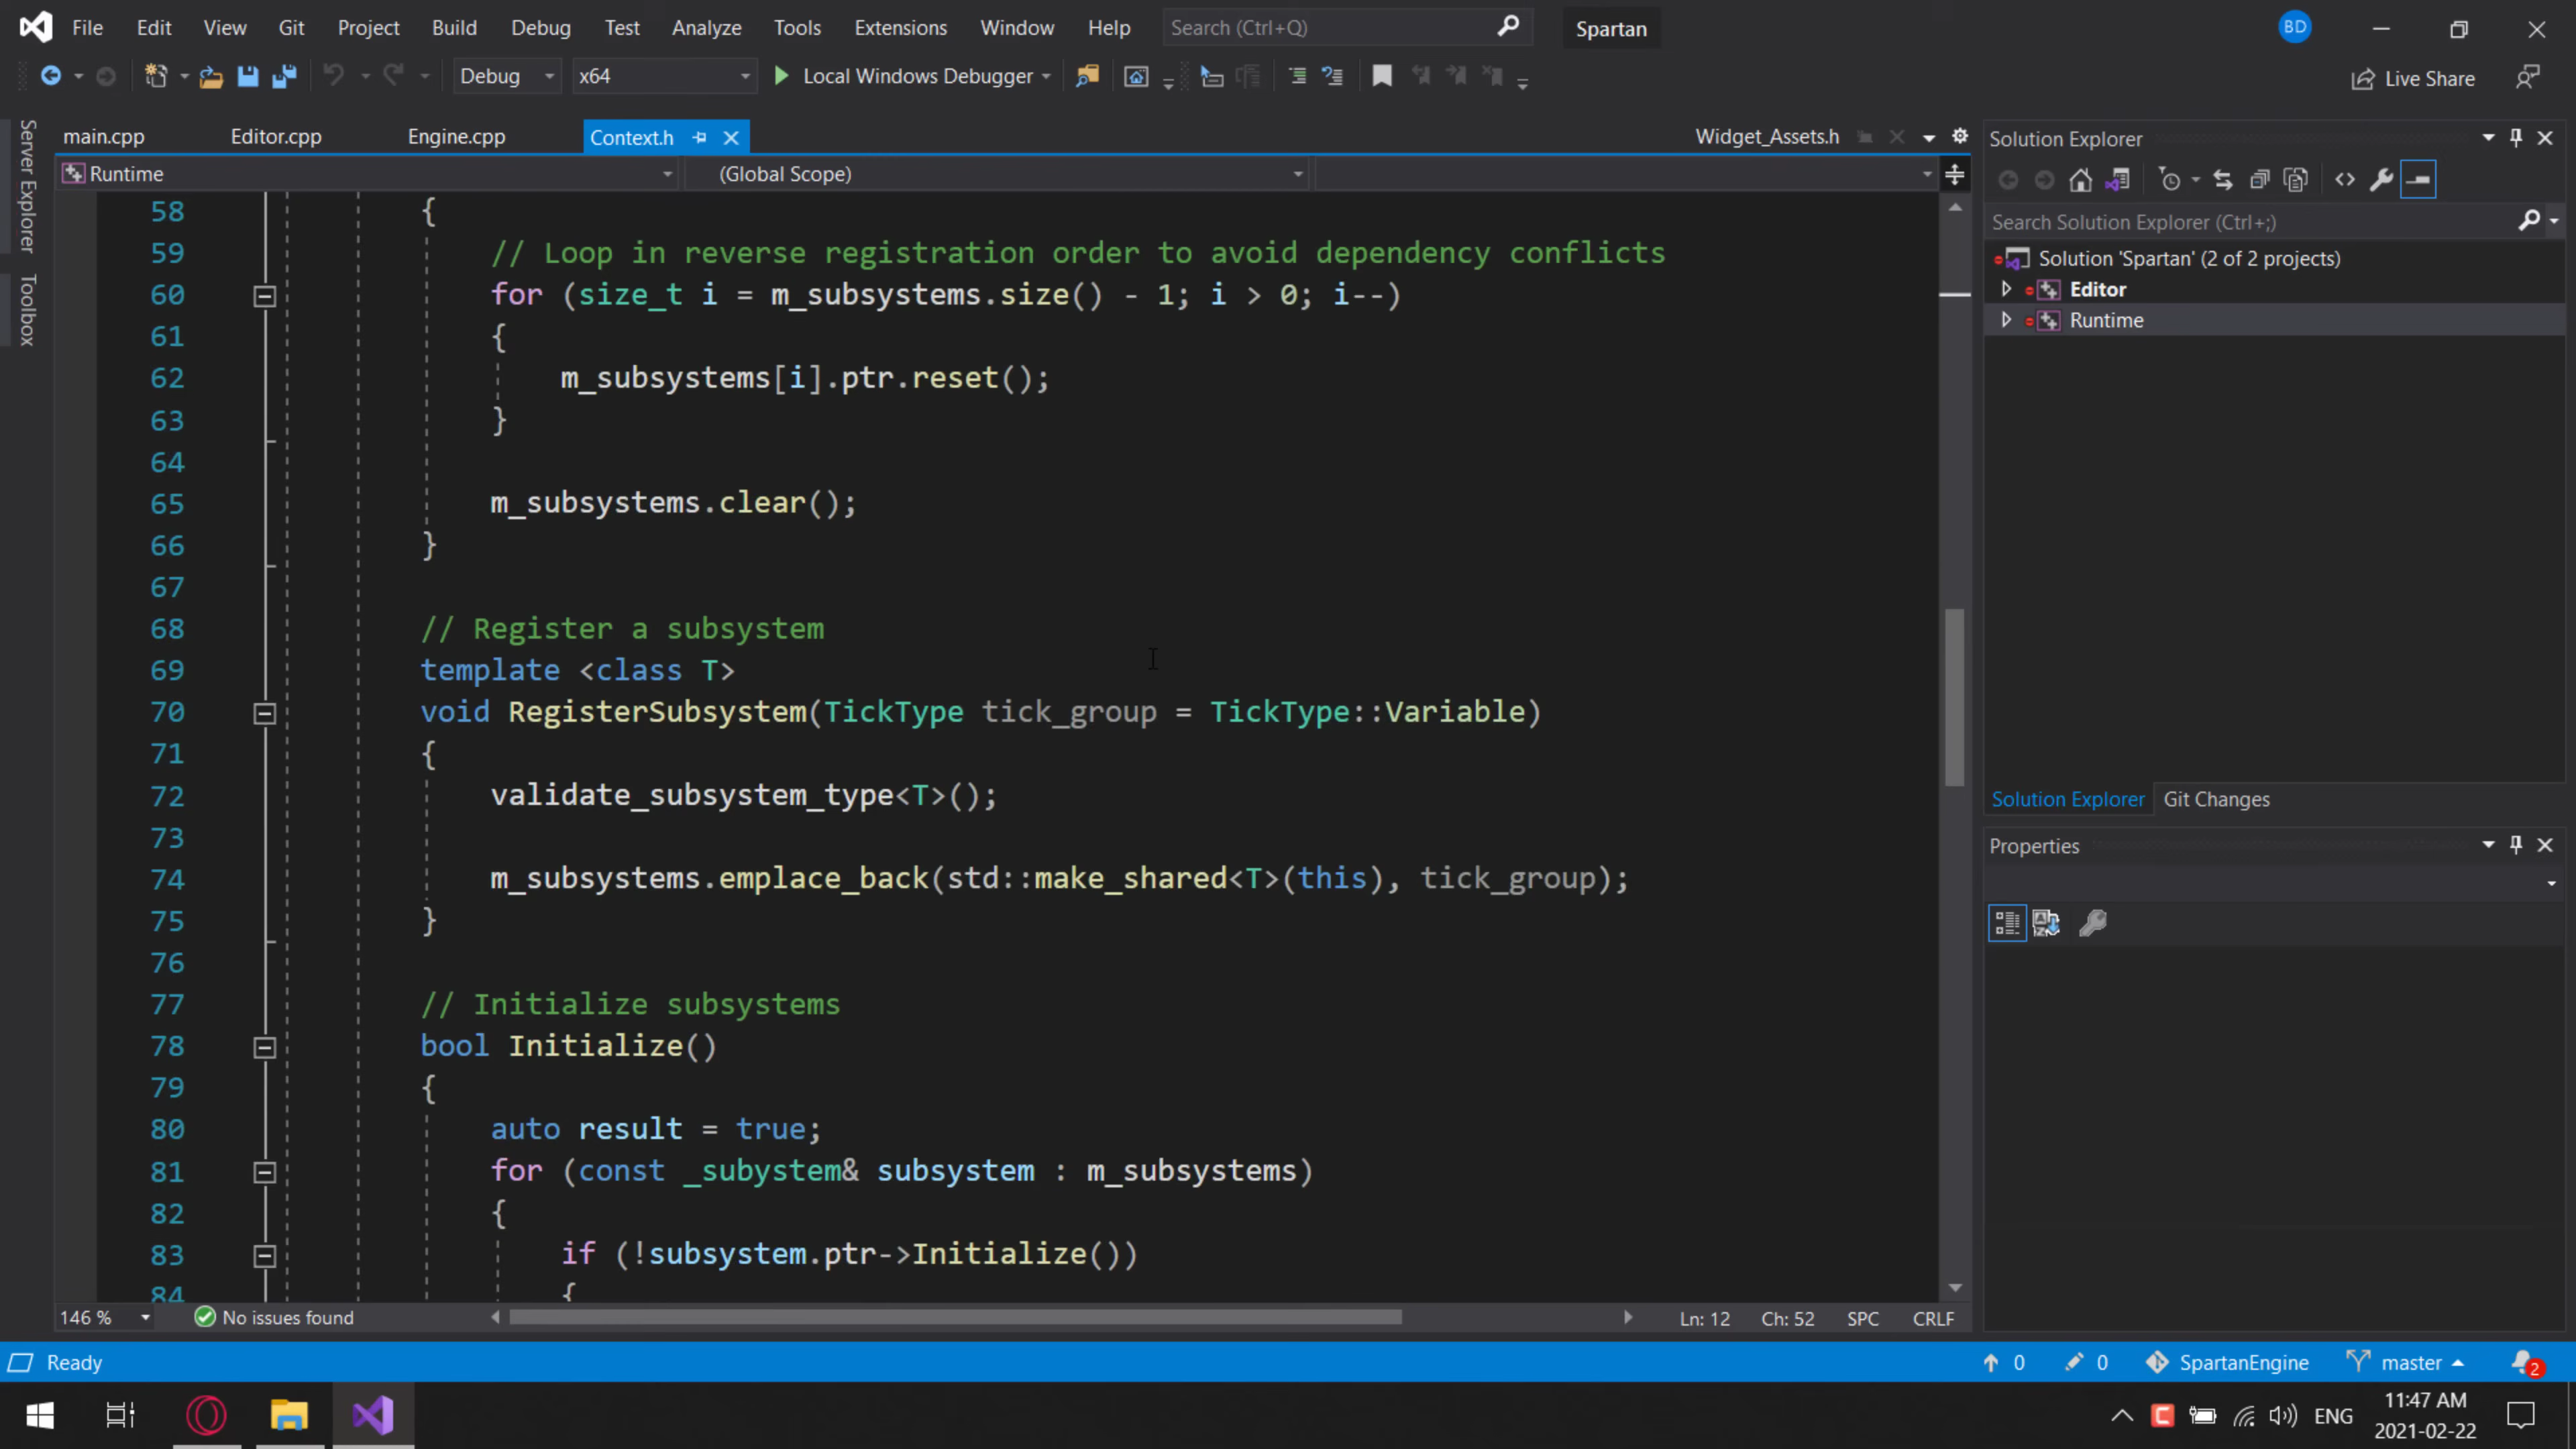 File Edit View Git Project Build Debug Test Analyze Tools Extensions Window Help Search (Ctrl+Q) Spartan BD
Debug x64 Local Windows Debugger Live Share
Server Explorer
Toolbox
main.cpp Editor.cpp Engine.cpp Context.h Widget_Assets.h
Runtime (Global Scope)
58 {
59 // Loop in reverse registration order to avoid dependency conflicts
60 for (size_t i = m_subsystems.size() - 1; i > 0; i--)
61 {
62 m_subsystems[i].ptr.reset();
63 }
64
65 m_subsystems.clear();
66 }
67
68 // Register a subsystem
69 template <class T>
70 void RegisterSubsystem(TickType tick_group = TickType::Variable)
71 {
72 validate_subsystem_type<T>();
73
74 m_subsystems.emplace_back(std::make_shared<T>(this), tick_group);
75 }
76
77 // Initialize subsystems
78 bool Initialize()
79 {
80 auto result = true;
81 for (const _subystem& subsystem : m_subsystems)
82 {
83 if (!subsystem.ptr->Initialize())
84 {
146 % No issues found Ln: 12 Ch: 52 SPC CRLF
Solution Explorer
Search Solution Explorer (Ctrl+;)
Solution 'Spartan' (2 of 2 projects)
Editor
Runtime
Solution Explorer Git Changes
Properties
Ready 0 0 SpartanEngine master 2
ENG 11:47 AM
2021-02-22